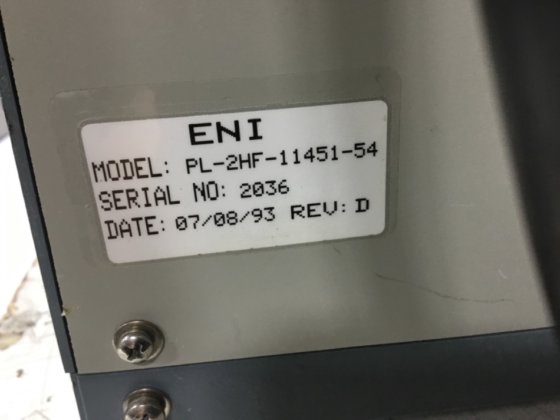 ENI
MODEL: PL-2HF-11451-54
SERIAL NO: 2036
DATE: 07/08/93 REV: D